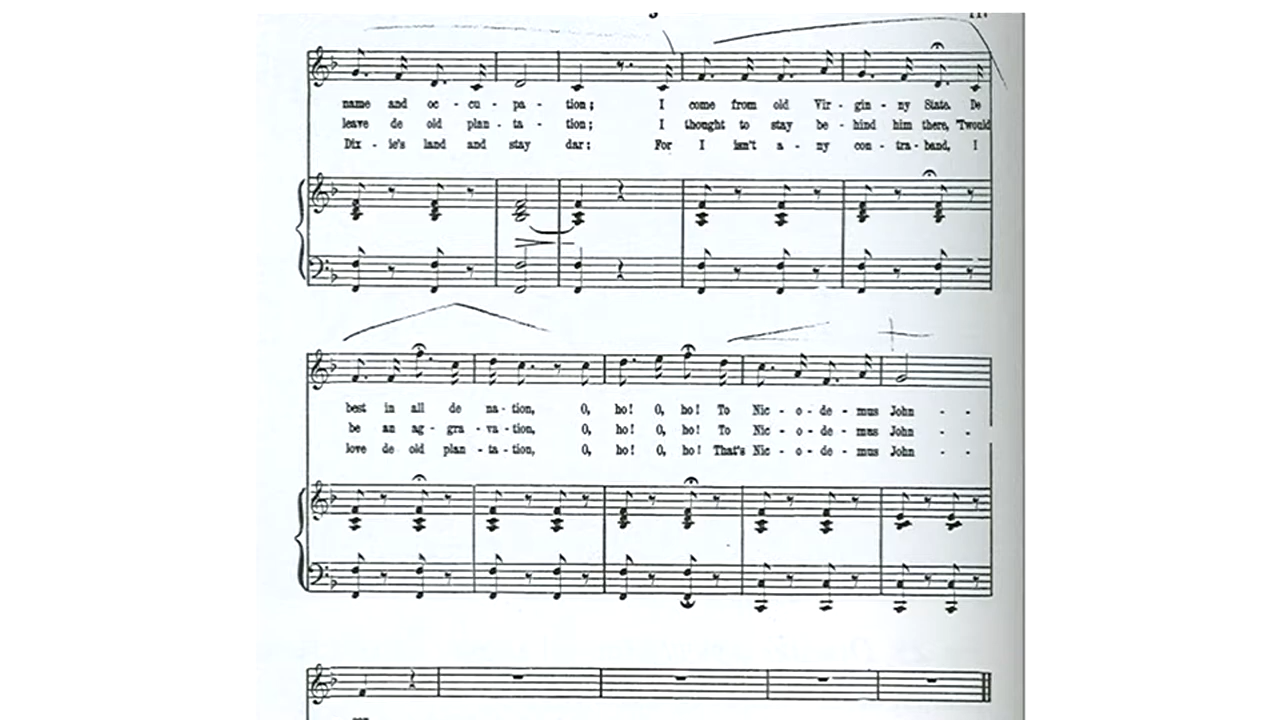 name and oc - cu - pa - tion; I come from old Vir - gin - ny State. De
leave de old plan - ta - tion; I thought to stay be - hind him there, 'Twould
Dix - ie's land and stay dar; For I isn't a - ny con - tra - band, I
best in all de na - tion, O, ho! O, ho! To Nic - o - de - mus John - -
be an ag - gra - va - tion, O, ho! O, ho! To Nic - o - de - mus John - -
love de old plan - ta - tion, O, ho! O, ho! That's Nic - o - de - mus John - -